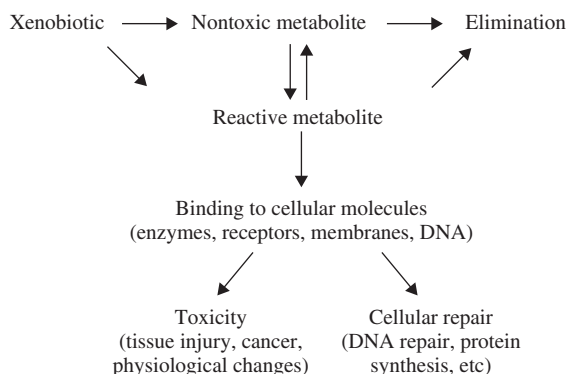 Xenobiotic
Nontoxic metabolite
Elimination
Reactive metabolite
Binding to cellular molecules
(enzymes, receptors, membranes, DNA)
Toxicity
(tissue injury, cancer,
physiological changes)
Cellular repair
(DNA repair, protein
synthesis, etc)